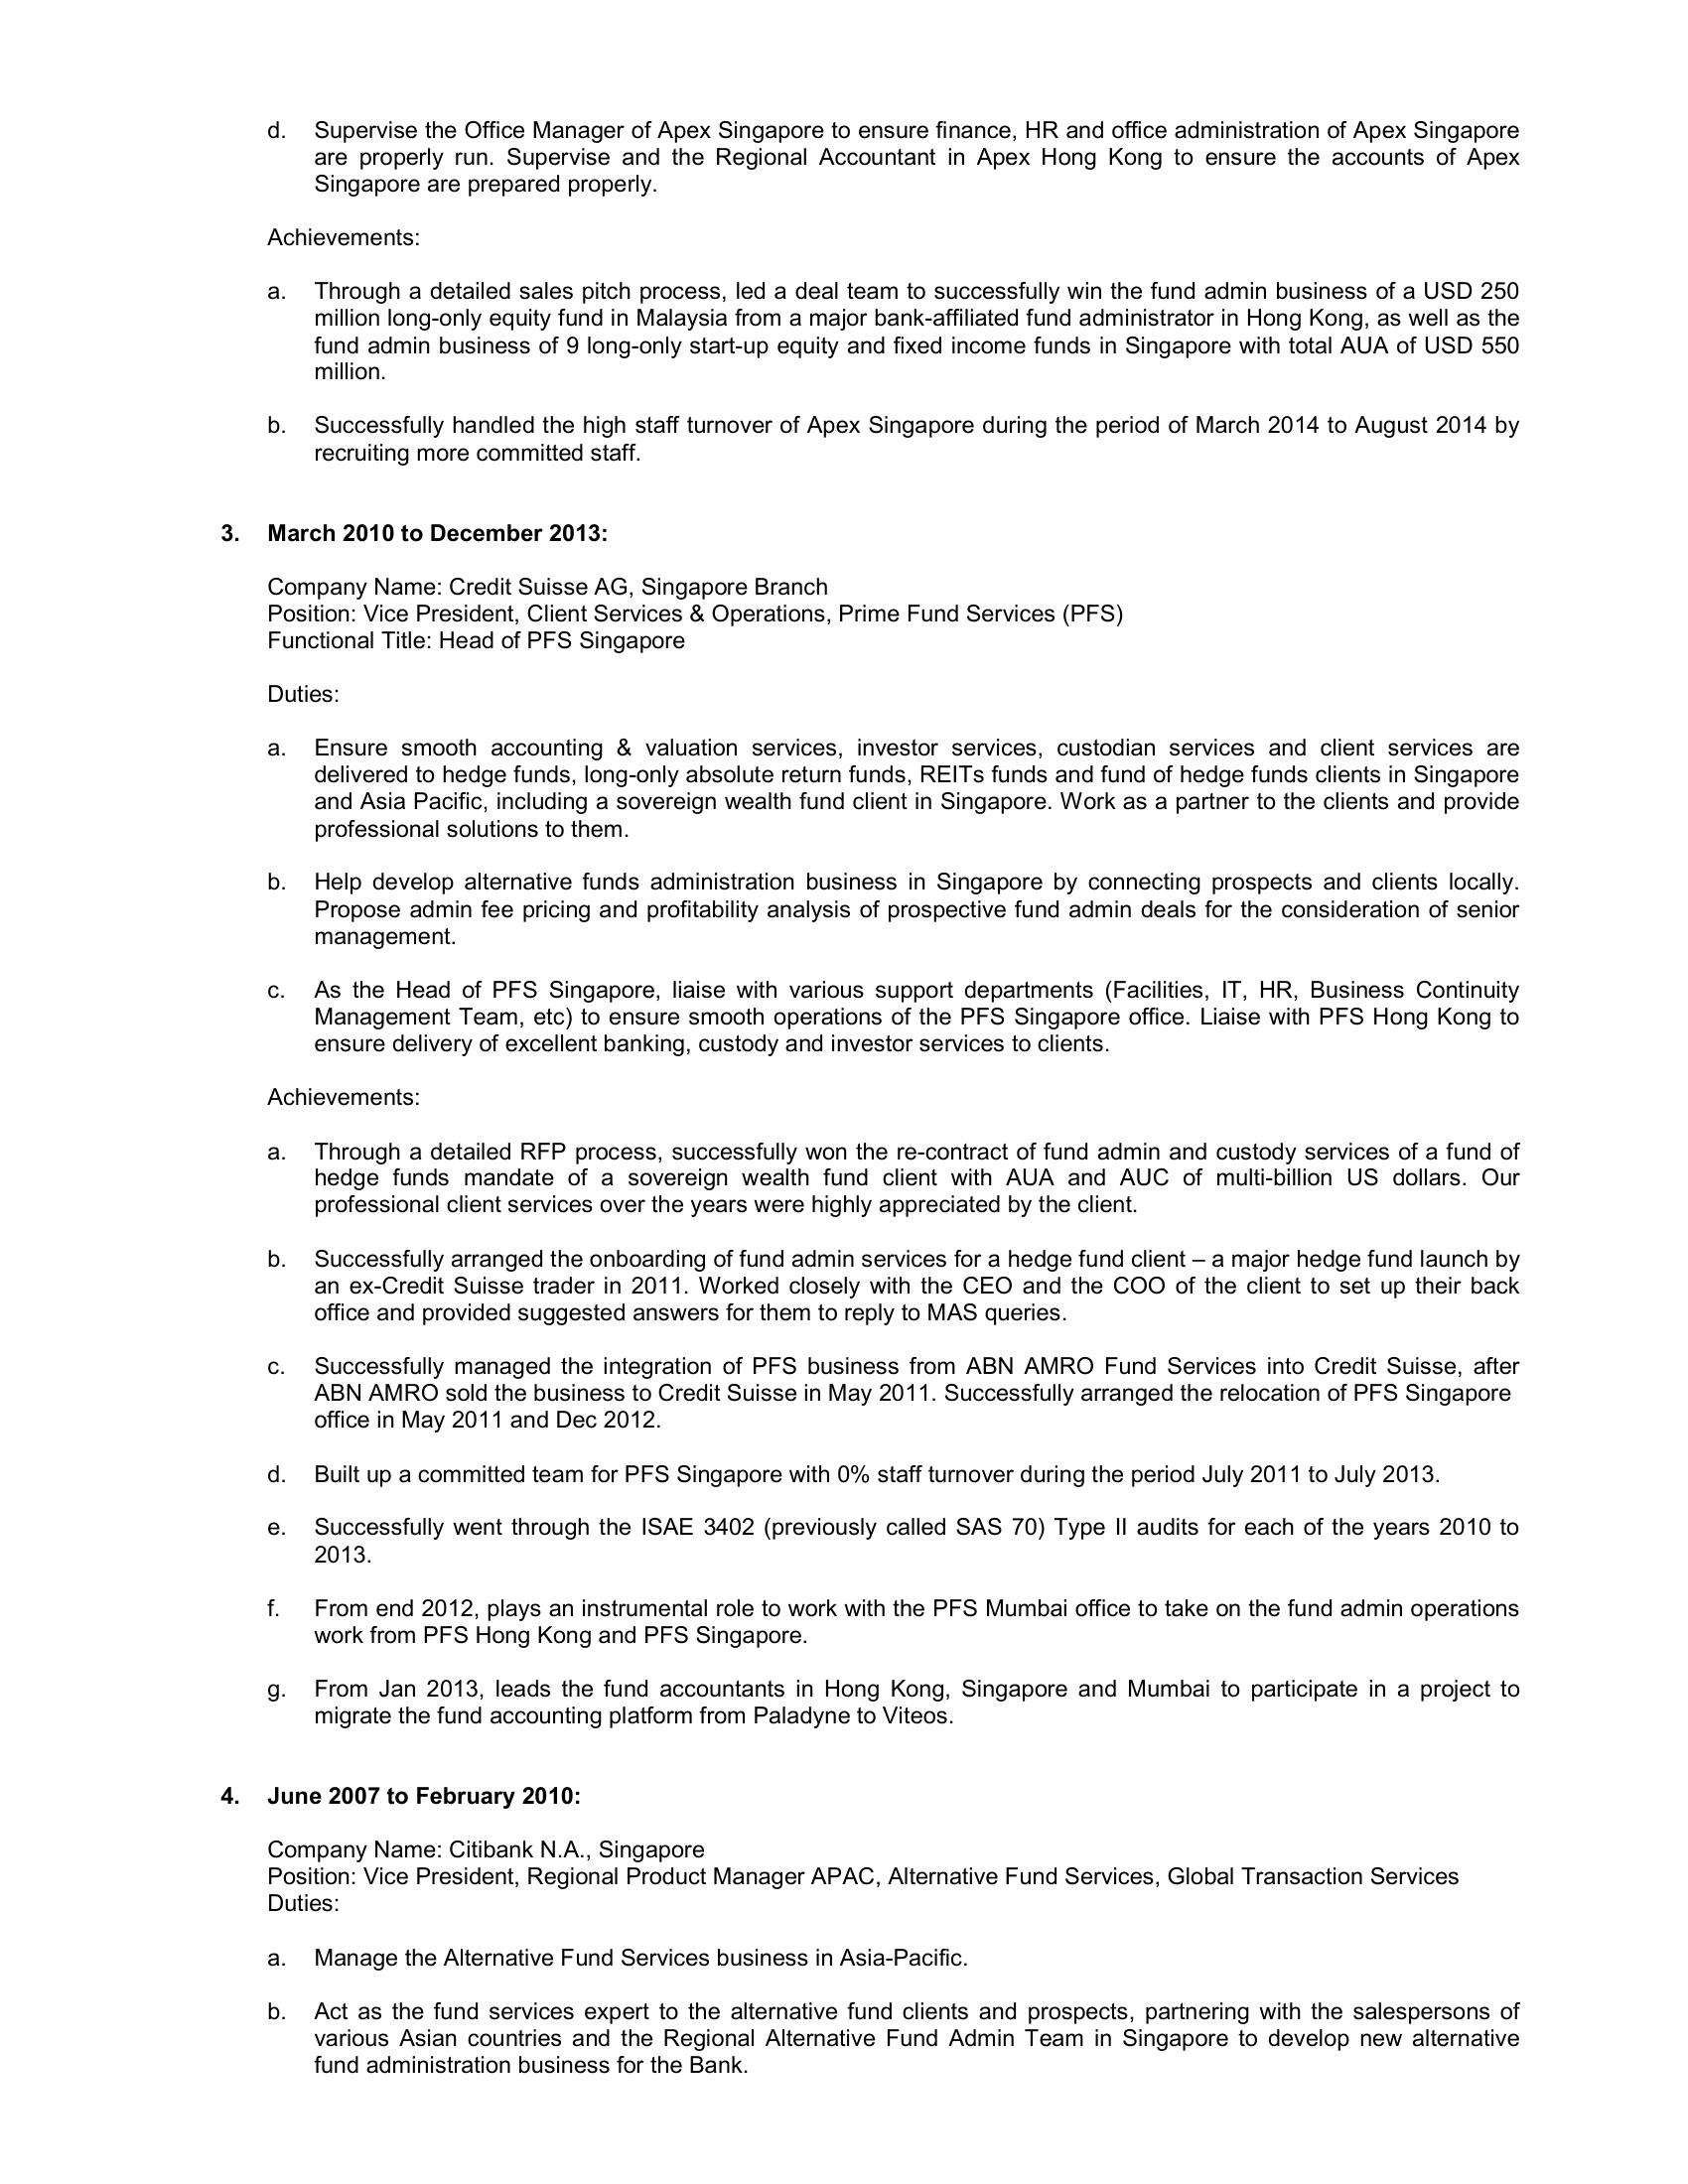 d. Supervise the Office Manager of Apex Singapore to ensure finance, HR and office administration of Apex Singapore
are properly run. Supervise and the Regional Accountant in Apex Hong Kong to ensure the accounts of Apex
Singapore are prepared properly.
Achievements:
a. Through a detailed sales pitch process, led a deal team to successfully win the fund admin business of a USD 250
million long-only equity fund in Malaysia from a major bank-affiliated fund administrator in Hong Kong, as well as the
fund admin business of 9 long-only start-up equity and fixed income funds in Singapore with total AUA of USD 550
million.
b. Successfully handled the high staff turnover of Apex Singapore during the period of March 2014 to August 2014 by
recruiting more committed staff.
3. March 2010 to December 2013:
Company Name: Credit Suisse AG, Singapore Branch
Position: Vice President, Client Services & Operations, Prime Fund Services (PFS)
Functional Title: Head of PFS Singapore
Duties:
a. Ensure smooth accounting & valuation services, investor services, custodian services and client services are
delivered to hedge funds, long-only absolute return funds, REITs funds and fund of hedge funds clients in Singapore
and Asia Pacific, including a sovereign wealth fund client in Singapore. Work as a partner to the clients and provide
professional solutions to them.
b. Help develop alternative funds administration business in Singapore by connecting prospects and clients locally.
Propose admin fee pricing and profitability analysis of prospective fund admin deals for the consideration of senior
management.
c. As the Head of PFS Singapore, liaise with various support departments (Facilities, IT, HR, Business Continuity
Management Team, etc) to ensure smooth operations of the PFS Singapore office. Liaise with PFS Hong Kong to
ensure delivery of excellent banking, custody and investor services to clients.
Achievements:
a. Through a detailed RFP process, successfully won the re-contract of fund admin and custody services of a fund of
hedge funds mandate of a sovereign wealth fund client with AUA and AUC of multi-billion US dollars. Our
professional client services over the years were highly appreciated by the client.
b. Successfully arranged the onboarding of fund admin services for a hedge fund client – a major hedge fund launch by
an ex-Credit Suisse trader in 2011. Worked closely with the CEO and the COO of the client to set up their back
office and provided suggested answers for them to reply to MAS queries.
c. Successfully managed the integration of PFS business from ABN AMRO Fund Services into Credit Suisse, after
ABN AMRO sold the business to Credit Suisse in May 2011. Successfully arranged the relocation of PFS Singapore
office in May 2011 and Dec 2012.
d. Built up a committed team for PFS Singapore with 0% staff turnover during the period July 2011 to July 2013.
e. Successfully went through the ISAE 3402 (previously called SAS 70) Type II audits for each of the years 2010 to
2013.
f. From end 2012, plays an instrumental role to work with the PFS Mumbai office to take on the fund admin operations
work from PFS Hong Kong and PFS Singapore.
g. From Jan 2013, leads the fund accountants in Hong Kong, Singapore and Mumbai to participate in a project to
migrate the fund accounting platform from Paladyne to Viteos.
4. June 2007 to February 2010:
Company Name: Citibank N.A., Singapore
Position: Vice President, Regional Product Manager APAC, Alternative Fund Services, Global Transaction Services
Duties:
a. Manage the Alternative Fund Services business in Asia-Pacific.
b. Act as the fund services expert to the alternative fund clients and prospects, partnering with the salespersons of
various Asian countries and the Regional Alternative Fund Admin Team in Singapore to develop new alternative
fund administration business for the Bank.